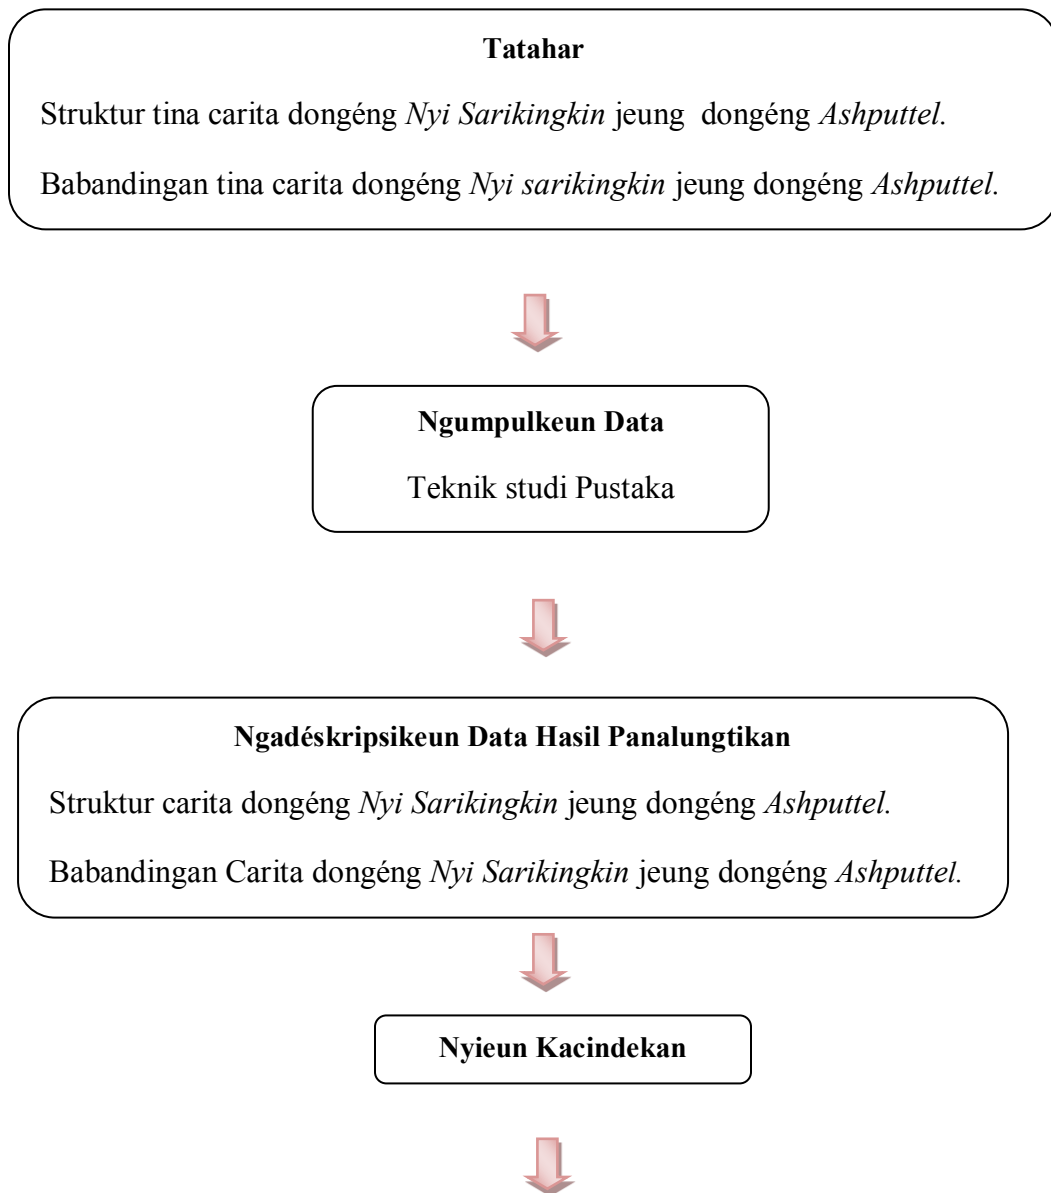 Tatahar
Struktur tina carita dongéng Nyi Sarikingkin jeung dongéng Ashputtel.
Babandingan tina carita dongéng Nyi sarikingkin jeung dongéng Ashputtel.
Ngumpulkeun Data
Teknik studi Pustaka
Ngadéskripsikeun Data Hasil Panalungtikan
Struktur carita dongéng Nyi Sarikingkin jeung dongéng Ashputtel.
Babandingan Carita dongéng Nyi Sarikingkin jeung dongéng Ashputtel.
Nyieun Kacindekan